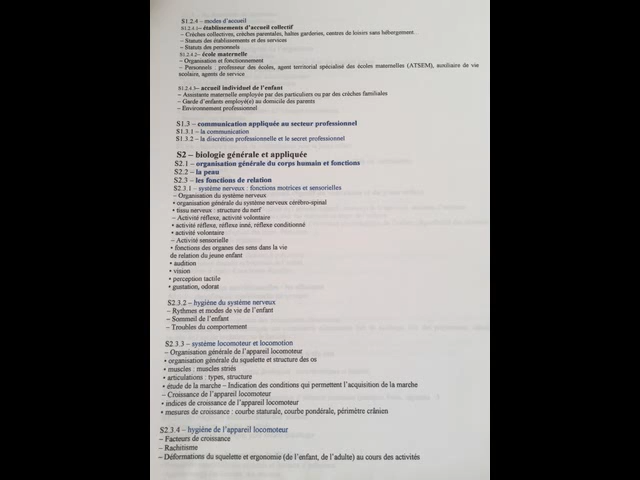 S1.2.4 – modes d'accueil
S1.2.4.1– établissements d'accueil collectif
– Crèches collectives, crèches parentales, haltes garderies, centres de loisirs sans hébergement...
– Statuts des établissements et des services
– Statuts des personnels
S1.2.4.2– école maternelle
– Organisation et fonctionnement
– Personnels : professeur des écoles, agent territorial spécialisé des écoles maternelles (ATSEM), auxiliaire de vie
scolaire, agents de service
S1.2.4.3– accueil individuel de l'enfant
– Assistante maternelle employée par des particuliers ou par des crèches familiales
– Garde d'enfants employé(e) au domicile des parents
– Environnement professionnel
S1.3 – communication appliquée au secteur professionnel
S1.3.1 – la communication
S1.3.2 – la discrétion professionnelle et le secret professionnel
S2 – biologie générale et appliquée
S2.1 – organisation générale du corps humain et fonctions
S2.2 – la peau
S2.3 – les fonctions de relation
S2.3.1 – système nerveux : fonctions motrices et sensorielles
– Organisation du système nerveux
• organisation générale du système nerveux cérébro-spinal
• tissu nerveux : structure du nerf
– Activité réflexe, activité volontaire
• activité réflexe, réflexe inné, réflexe conditionné
• activité volontaire
– Activité sensorielle
• fonctions des organes des sens dans la vie
de relation du jeune enfant
• audition
• vision
• perception tactile
• gustation, odorat
S2.3.2 – hygiène du système nerveux
– Rythmes et modes de vie de l'enfant
– Sommeil de l'enfant
– Troubles du comportement
S2.3.3 – système locomoteur et locomotion
– Organisation générale de l'appareil locomoteur
• organisation générale du squelette et structure des os
• muscles : muscles striés
• articulations : types, structure
• étude de la marche – Indication des conditions qui permettent l'acquisition de la marche
– Croissance de l'appareil locomoteur
• indices de croissance de l'appareil locomoteur
• mesures de croissance : courbe staturale, courbe pondérale, périmètre crânien
S2.3.4 – hygiène de l'appareil locomoteur
– Facteurs de croissance
– Rachitisme
– Déformations du squelette et ergonomie (de l'enfant, de l'adulte) au cours des activités